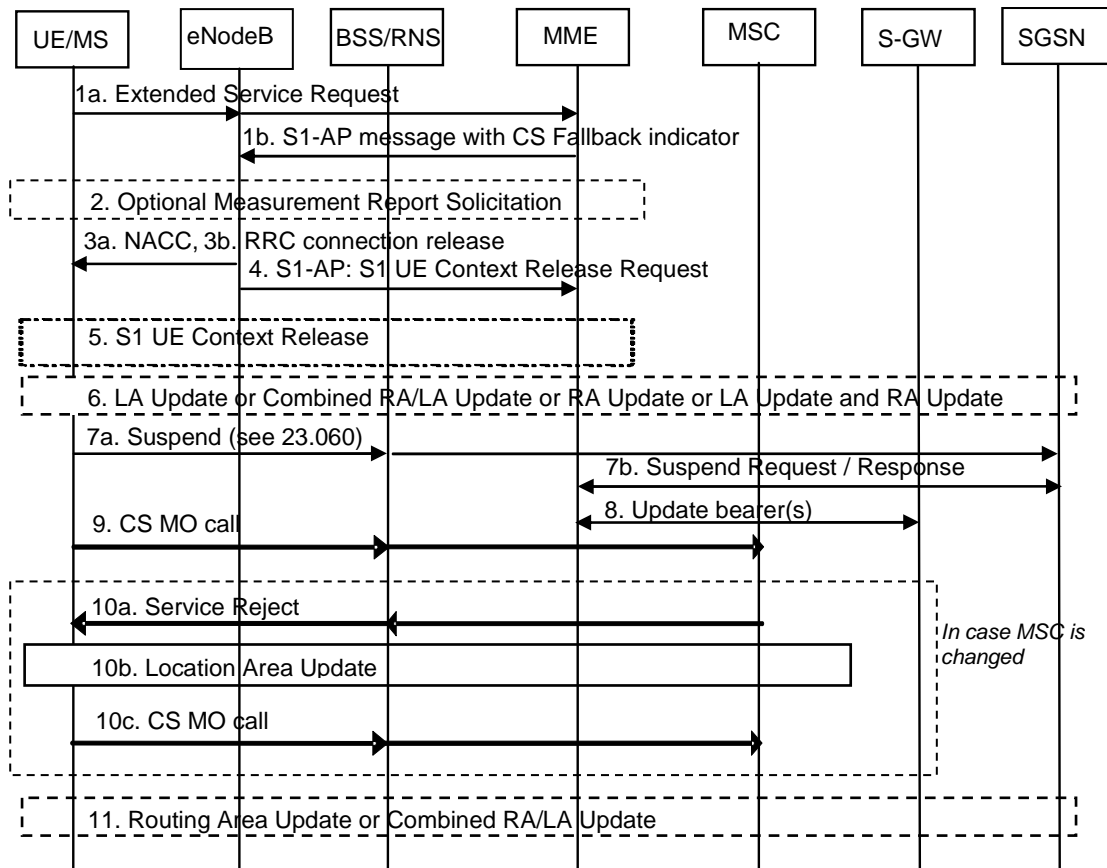 UE/MS
eNodeB
BSS/RNS
MME
MSC
S-GW
SGSN
1a. Extended Service Request
1b. S1-AP message with CS Fallback indicator
2. Optional Measurement Report Solicitation
3a. NACC, 3b. RRC connection release
4. S1-AP: S1 UE Context Release Request
5. S1 UE Context Release
6. LA Update or Combined RA/LA Update or RA Update or LA Update and RA Update
7a. Suspend (see 23.060)
7b. Suspend Request / Response
8. Update bearer(s)
9. CS MO call
10a. Service Reject
In case MSC is
changed
10b. Location Area Update
10c. CS MO call
11. Routing Area Update or Combined RA/LA Update